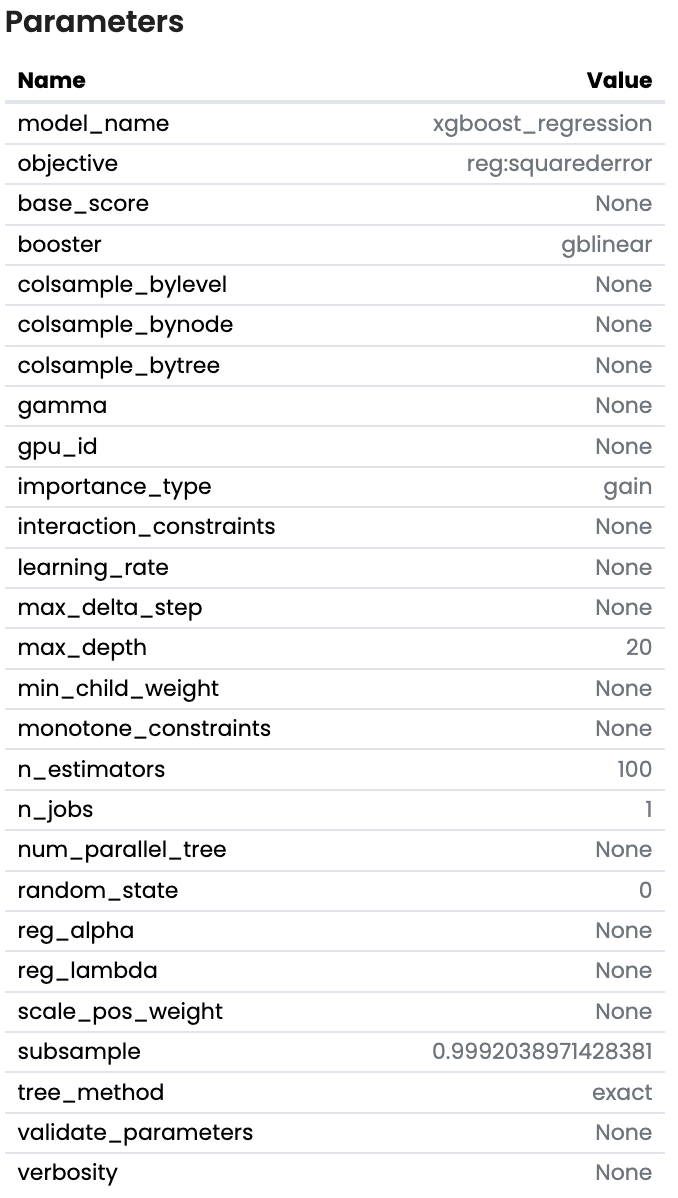 Parameters
Name Value
model_name xgboost_regression
objective reg:squarederror
base_score None
booster gblinear
colsample_bylevel None
colsample_bynode None
colsample_bytree None
gamma None
gpu_id None
importance_type gain
interaction_constraints None
learning_rate None
max_delta_step None
max_depth 20
min_child_weight None
monotone_constraints None
n_estimators 100
n_jobs 1
num_parallel_tree None
random_state 0
reg_alpha None
reg_lambda None
scale_pos_weight None
subsample 0.9992038971428381
tree_method exact
validate_parameters None
verbosity None